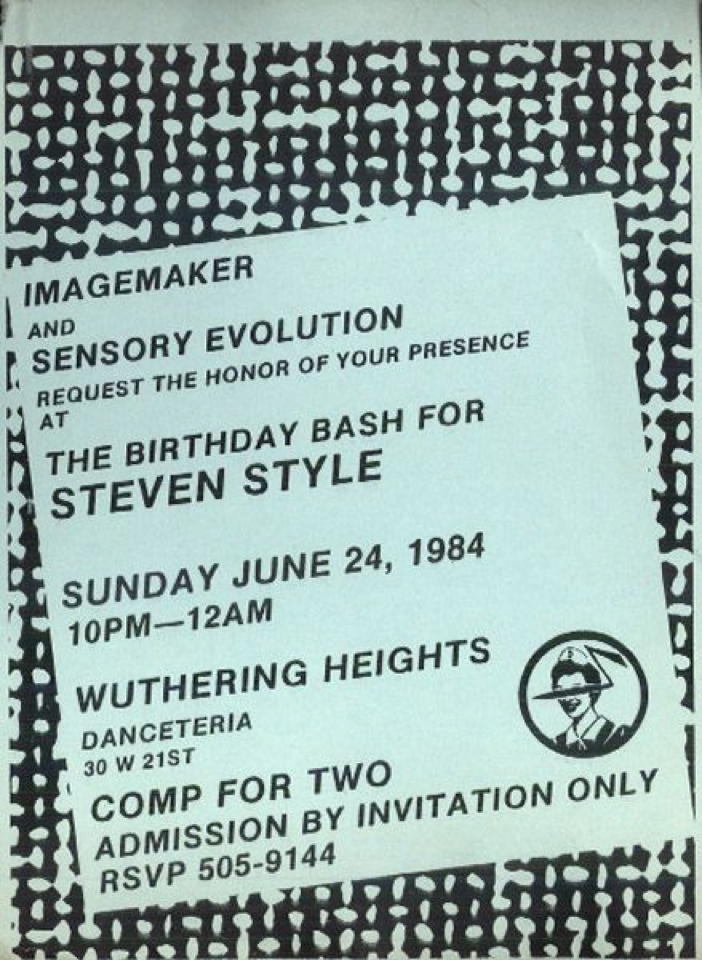 IMAGEMAKER
AND
SENSORY EVOLUTION
REQUEST THE HONOR OF YOUR PRESENCE
AT
THE BIRTHDAY BASH FOR
STEVEN STYLE
SUNDAY JUNE 24, 1984
10PM—12AM
WUTHERING HEIGHTS
DANCETERIA
30 W 21ST
COMP FOR TWO
ADMISSION BY INVITATION ONLY
RSVP 505-9144